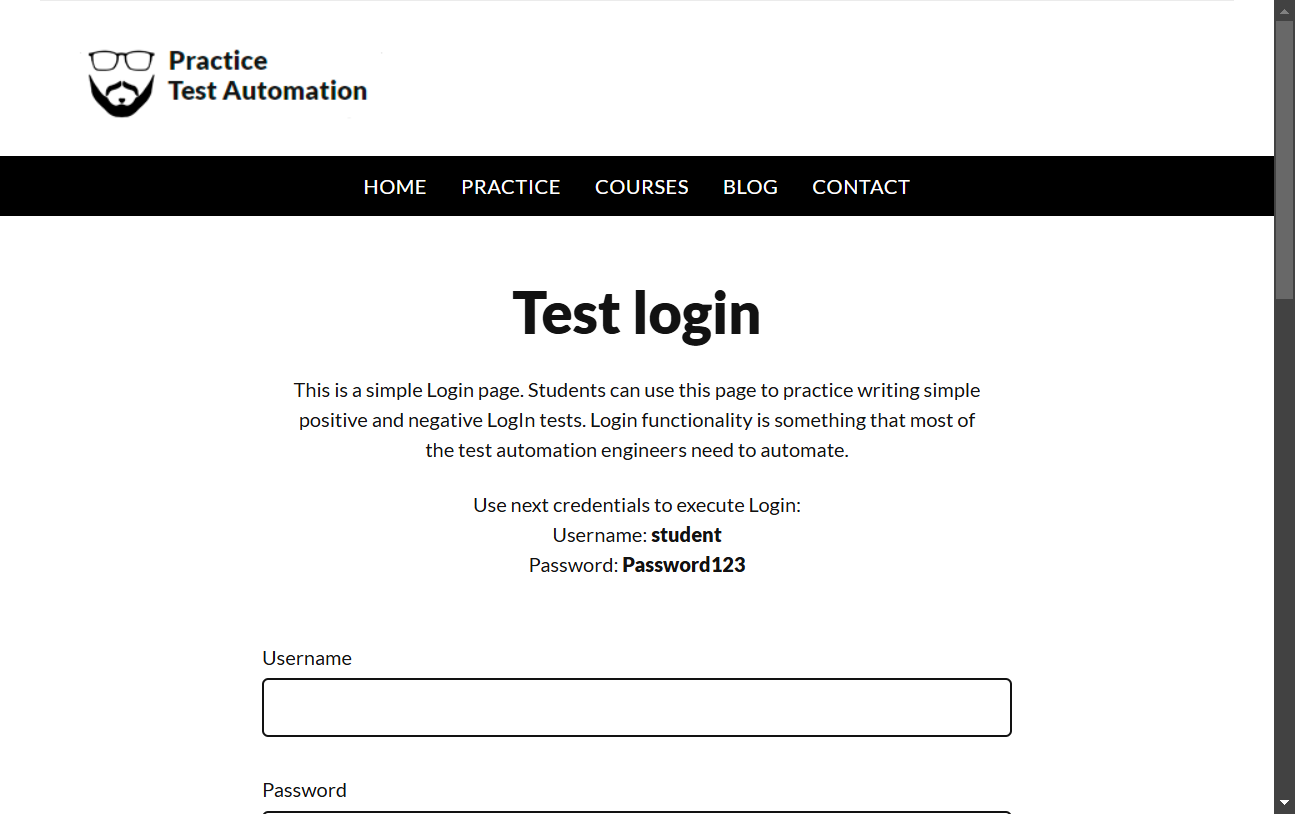 Practice
Test Automation
HOME PRACTICE COURSES BLOG CONTACT
Test login
This is a simple Login page. Students can use this page to practice writing simple
positive and negative LogIn tests. Login functionality is something that most of
the test automation engineers need to automate.
Use next credentials to execute Login:
Username: student
Password: Password123
Username
Password